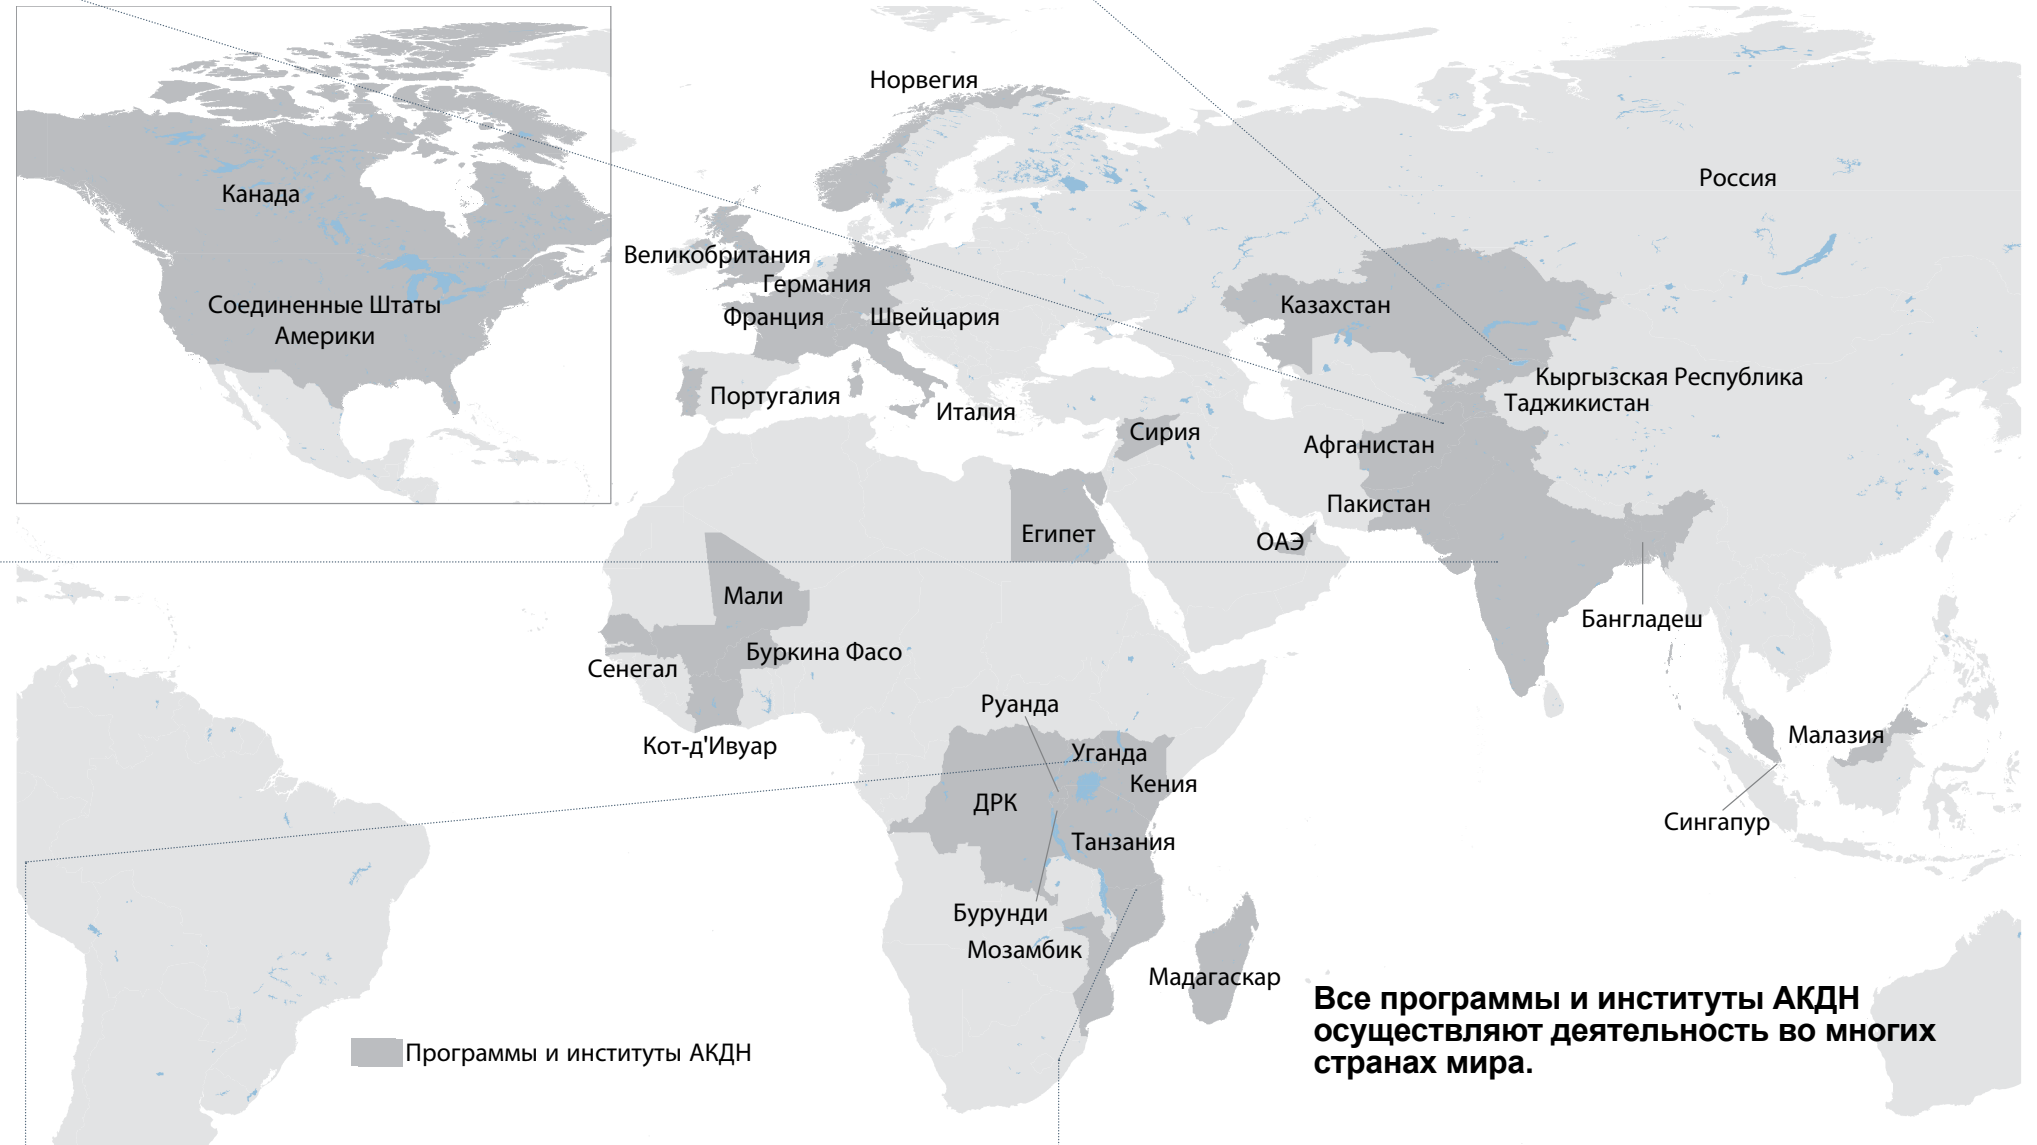 Норвегия
Россия
Канада
Великобритания
Германия
Соединенные Штаты
Америки
Казахстан
Франция
Швейцария
Кыргызская Республика
Португалия
Таджикистан
Италия
Сирия
Афганистан
Пакистан
Египет
ОАЭ
Мали
Бангладеш
Буркина Фасо
Сенегал
Руанда
Малазия
Кот-д'Ивуар
Уганда
Кения
ДРК
Сингапур
Танзания
Бурунди
Мозамбик
Мадагаскар
Все программы и институты АКДН
осуществляют деятельность во многих
странах мира.
Программы и институты АКДН